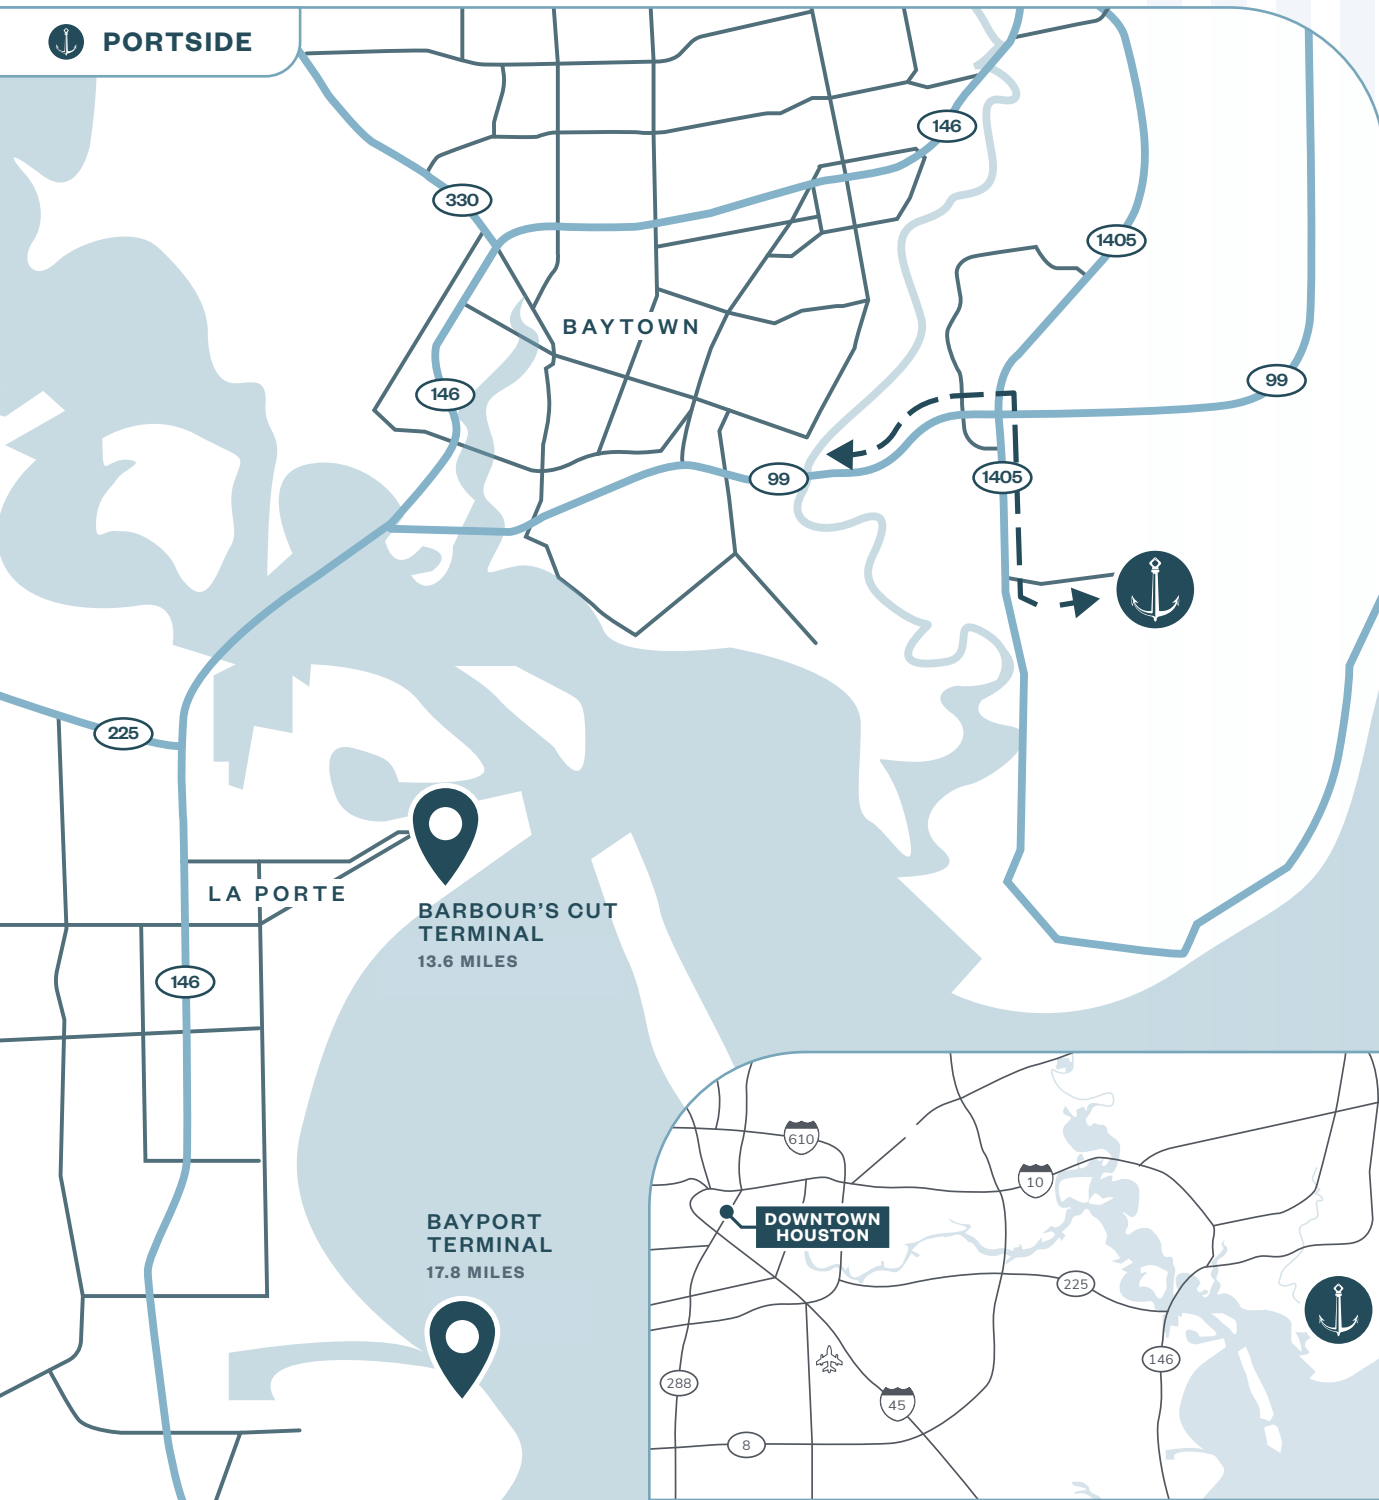 PORTSIDE
146
330
1405
BAYTOWN
99
146
99
1405
225
LA PORTE
BARBOUR’S CUT
TERMINAL
13.6 MILES
146
610
10
BAYPORT
TERMINAL
17.8 MILES
DOWNTOWN
HOUSTON
225
146
288
45
8